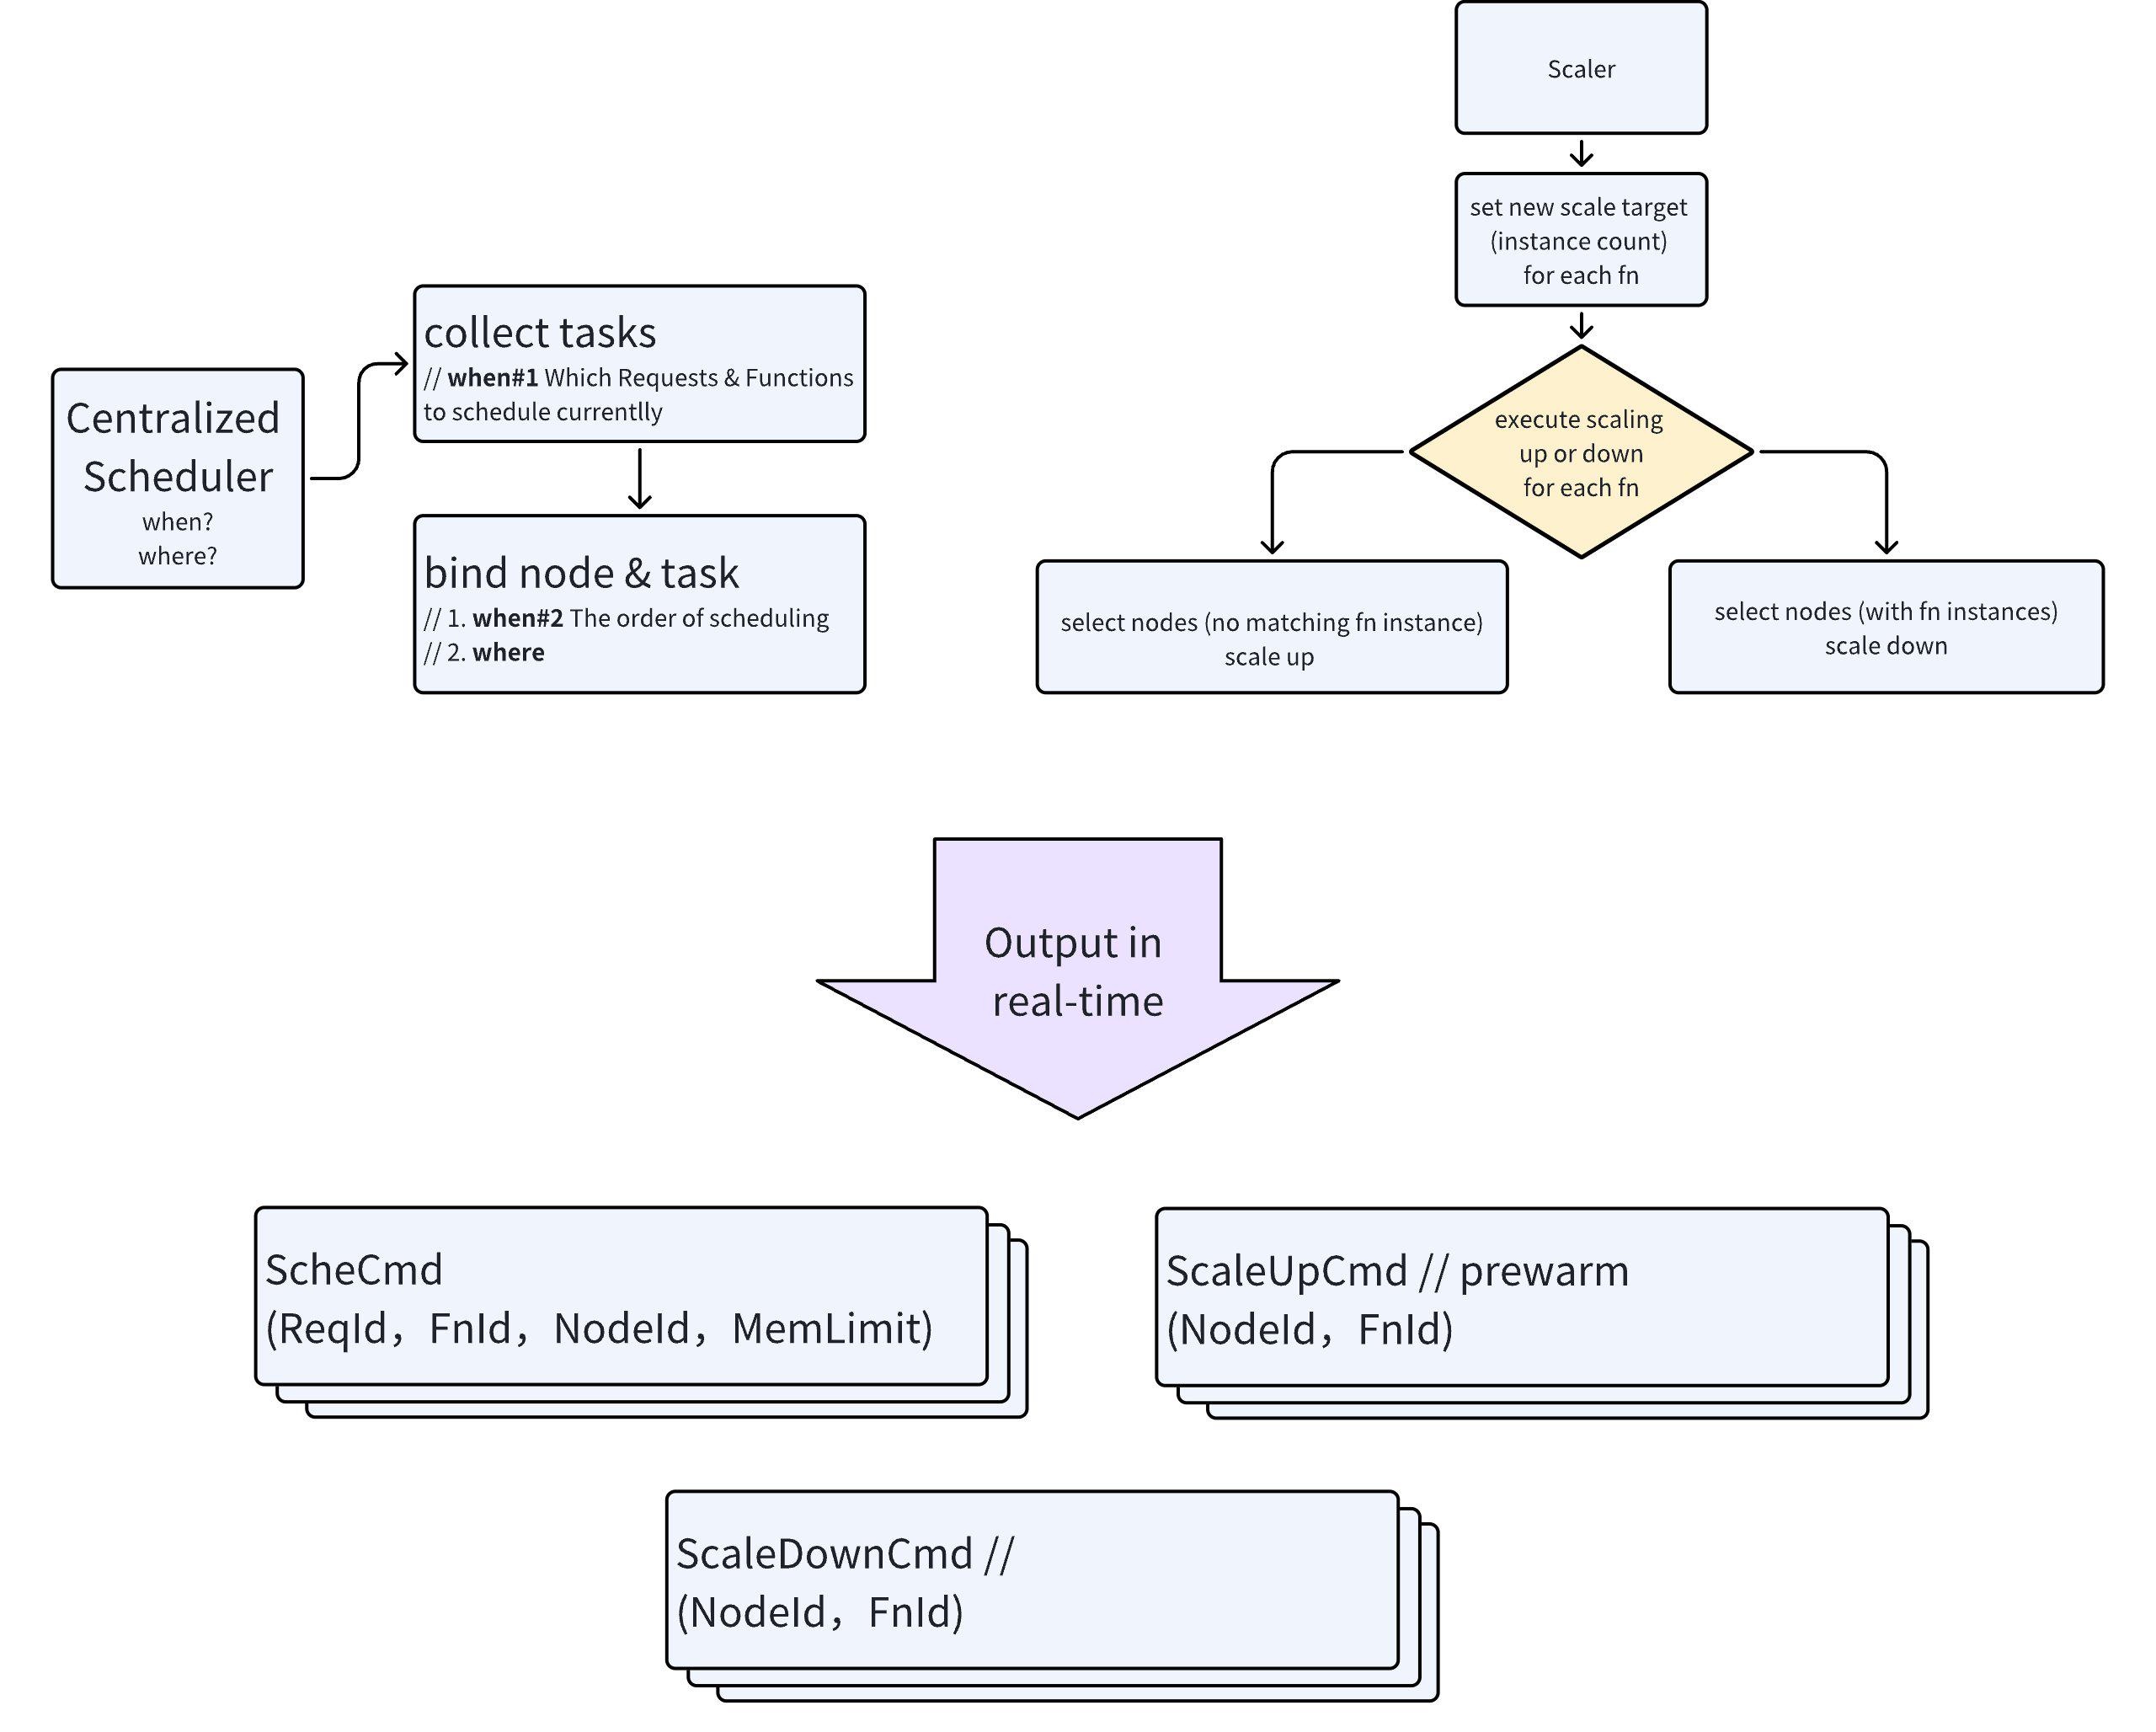 Scaler
set new scale target
(instance count)
for each fn
execute scaling
up or down
for each fn
select nodes (no matching fn instance)
scale up
select nodes (with fn instances)
scale down
Centralized
Scheduler
when?
where?
collect tasks
// when#1 Which Requests & Functions
to schedule currentlly
bind node & task
// 1. when#2 The order of scheduling
// 2. where
Output in
real-time
ScheCmd
(ReqId，FnId，NodeId，MemLimit)
ScaleUpCmd // prewarm
(NodeId，FnId)
ScaleDownCmd //
(NodeId，FnId)